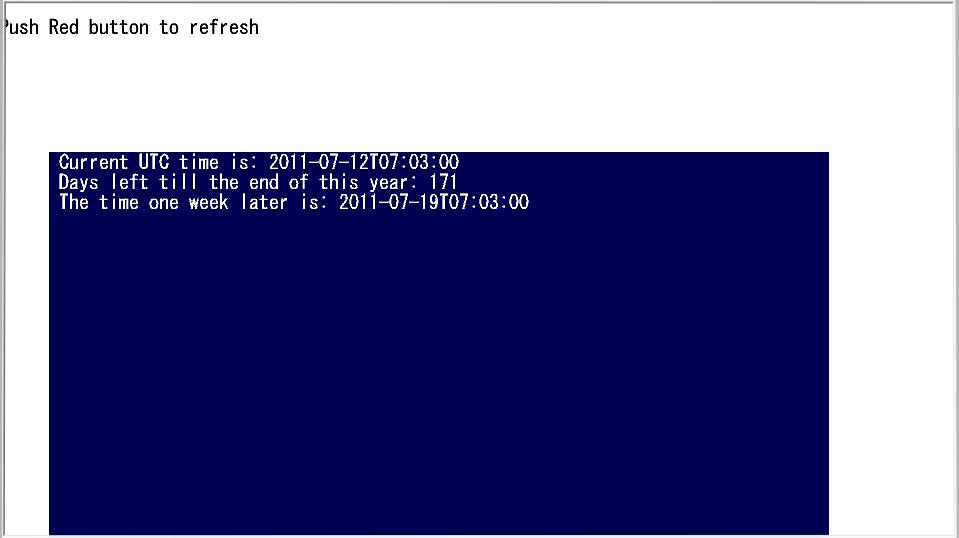 Push Red button to refresh
Current UTC time is: 2011-07-12T07:03:00
Days left till the end of this year: 171
The time one week later is: 2011-07-19T07:03:00